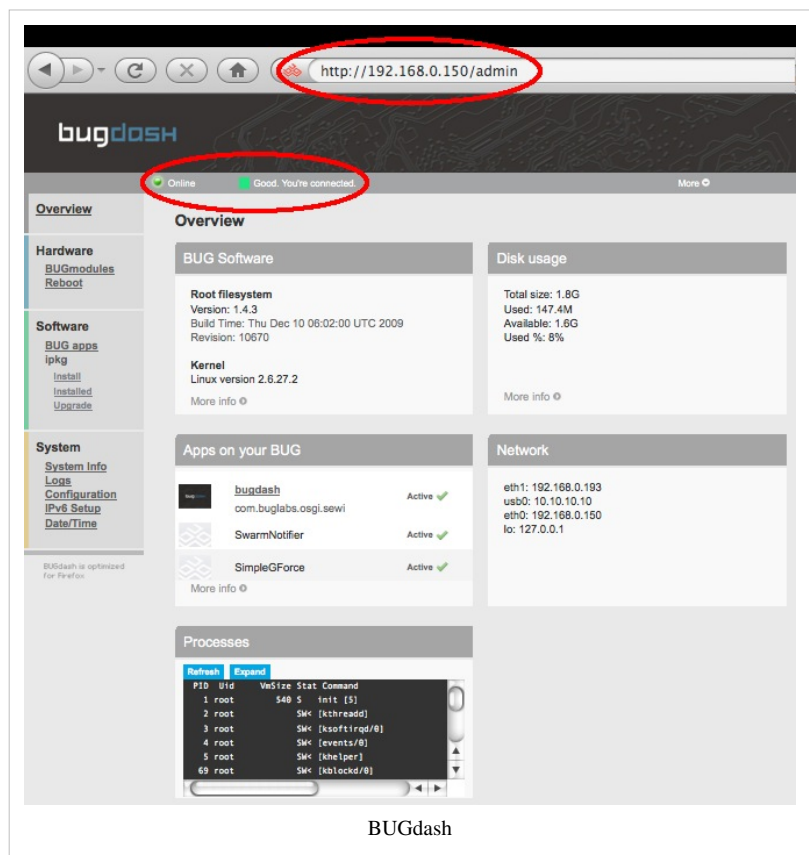 http://192.168.0.150/admin
bugdash
Online
Good. You're connected.
More
Overview
Hardware
BUGmodules
Reboot
Software
BUG apps
ipkg
Install
Installed
Upgrade
System
System Info
Logs
Configuration
IPv6 Setup
Date/Time
BUGdash is optimized
for Firefox.
Overview
BUG Software
Root filesystem
Version: 1.4.3
Build Time: Thu Dec 10 06:02:00 UTC 2009
Revision: 10670
Kernel
Linux version 2.6.27.2
More info
Disk usage
Total size: 1.8G
Used: 147.4M
Available: 1.6G
Used %: 8%
More info
Apps on your BUG
bugdash
com.buglabs.osgi.sewi
Active
SwarmNotifier
Active
SimpleGForce
Active
More info
Network
eth1: 192.168.0.193
usb0: 10.10.10.10
eth0: 192.168.0.150
lo: 127.0.0.1
Processes
Refresh Expand
PID Uid VmSize Stat Command
1 root 540 S init [5]
2 root SW< [kthreadd]
3 root SW< [ksoftirqd/0]
4 root SW< [events/0]
5 root SW< [khelper]
69 root SW< [kblockd/0]
BUGdash